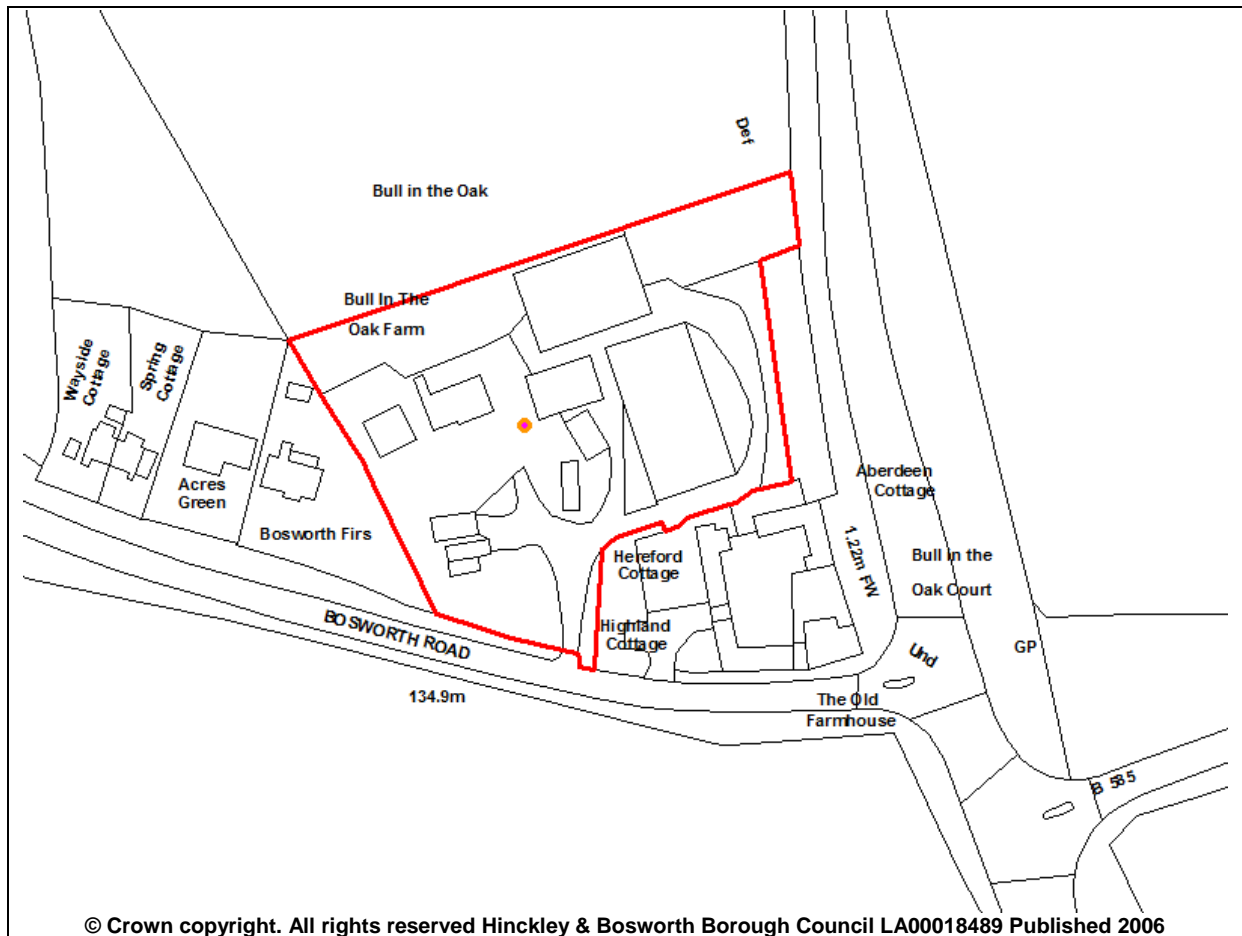 Def
Bull in the Oak
Bull In The
Oak Farm
Wayside
Cottage
Spring
Cottage
Acres
Green
Bosworth Firs
Aberdeen
Cottage
1.22m FW
Hereford
Cottage
Bull in the
Oak Court
Highland
Cottage
BOSWORTH ROAD
Und
GP
134.9m
The Old
Farmhouse
B 585
© Crown copyright. All rights reserved Hinckley & Bosworth Borough Council LA00018489 Published 2006